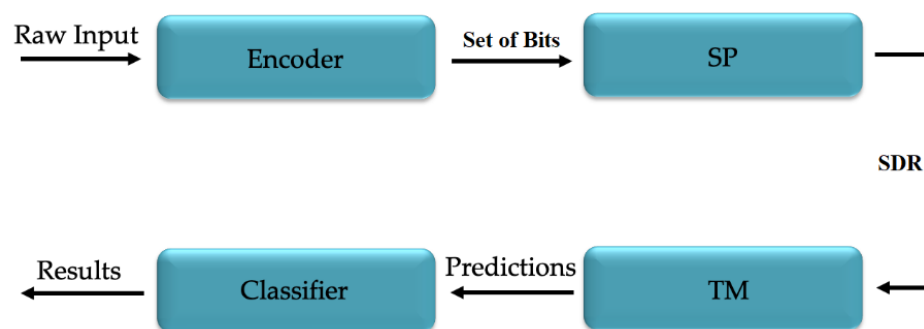 Raw Input
Encoder
Set of Bits
SP
SDR
Results
Classifier
Predictions
TM